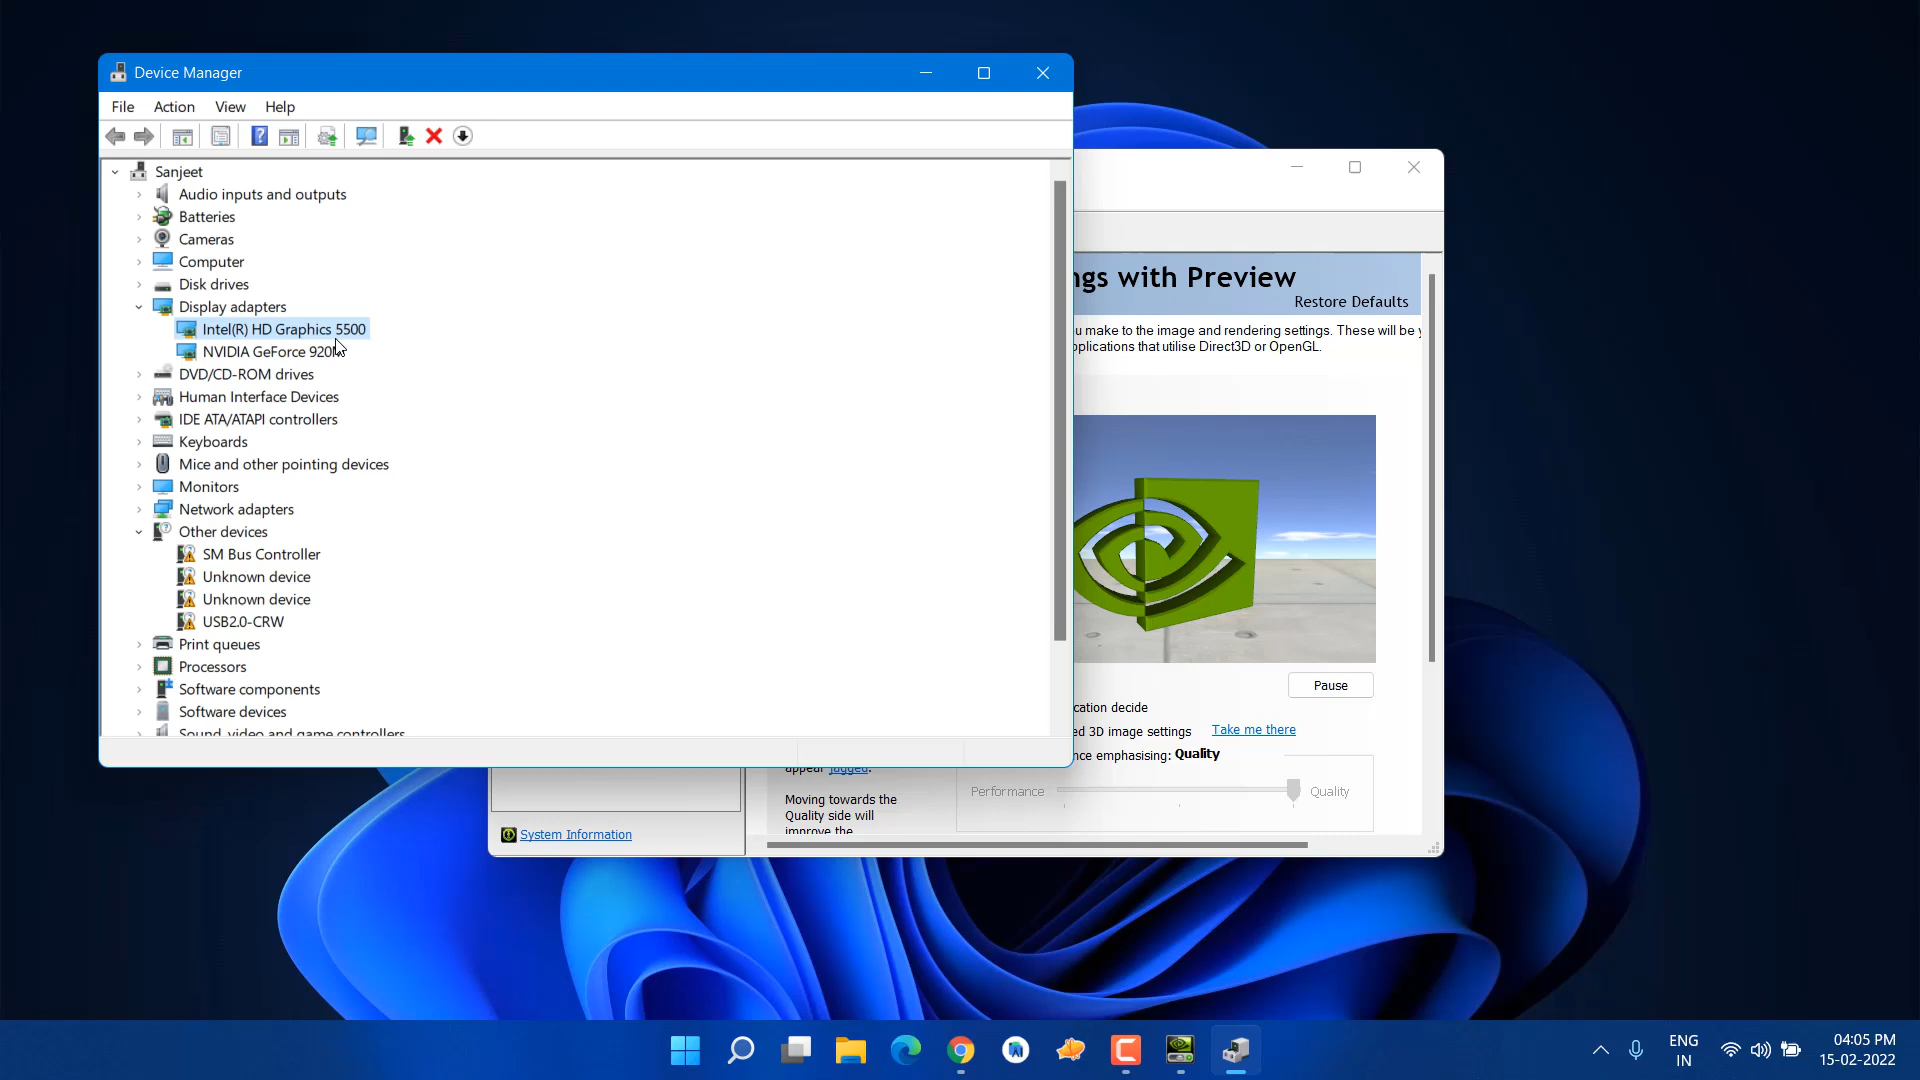 Device Manager
File Action View Help
Sanjeet
Audio inputs and outputs
Batteries
Cameras
Computer
Disk drives
Display adapters
Intel(R) HD Graphics 5500
NVIDIA GeForce
DVD/CD-ROM drives
Human Interface Devices
IDE ATA/ATAPI controllers
Keyboards
Mice and other pointing devices
Monitors
Network adapters
Other devices
SM Bus Controller
Unknown device
Unknown device
USB2.0-CRW
Print queues
Processors
Software components
Software devices
Sound, video and game controllers
ngs with Preview
Restore Defaults
u make to the image and rendering settings. These will be
plications that utilise Direct3D or OpenGL.
Pause
cation decide
ed 3D image settings Take me there
nce emphasising: Quality
appear jagged.
Performance Quality
Moving towards the
Quality side will
improve the
System Information
ENG
IN
04:05 PM
15-02-2022